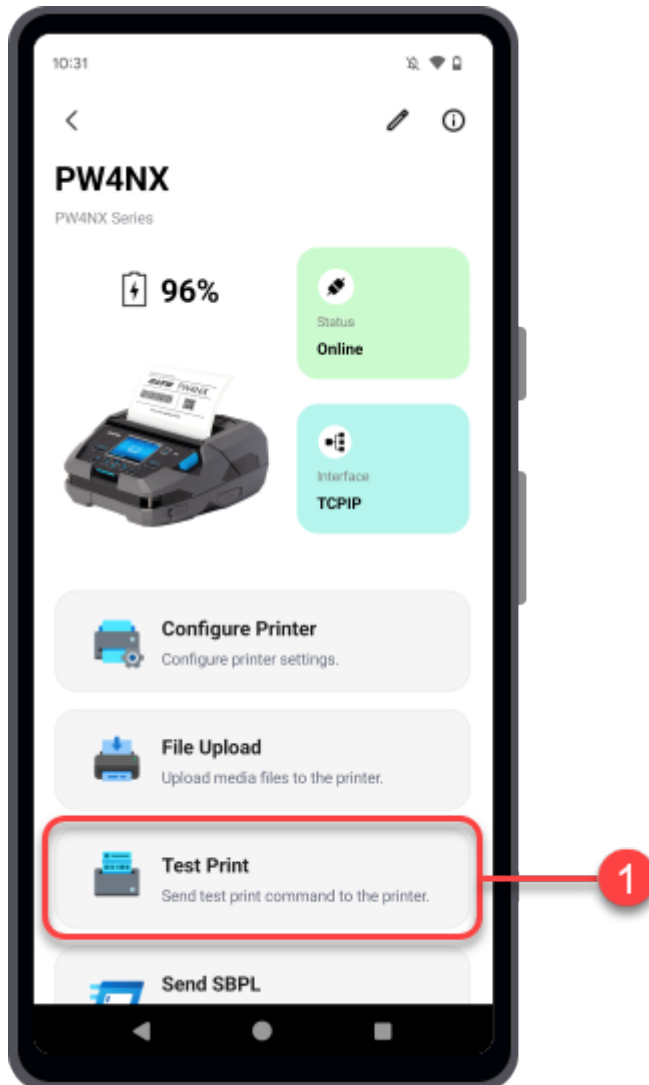 10:31
PW4NX
PW4NX Series
96%
Status
Online
Interface
TCPIP
Configure Printer
Configure printer settings.
File Upload
Upload media files to the printer.
Test Print
Send test print command to the printer.
1
Send SBPL